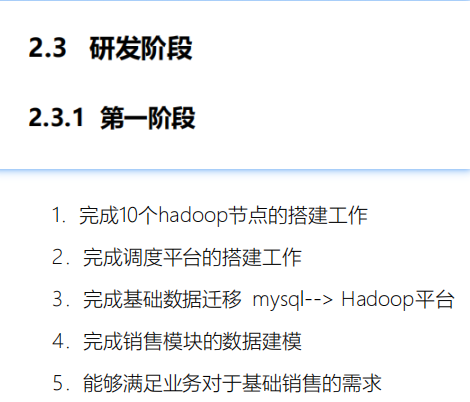 2.3 研发阶段
2.3.1 第一阶段
1. 完成10个hadoop节点的搭建工作
2. 完成调度平台的搭建工作
3. 完成基础数据迁移 mysql--> Hadoop平台
4. 完成销售模块的数据建模
5. 能够满足业务对于基础销售的需求